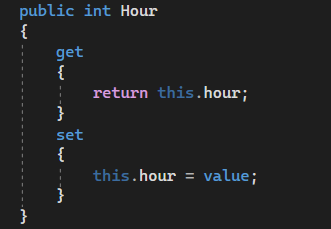 public int Hour
{
get
{
return this.hour;
}
set
{
this.hour = value;
}
}